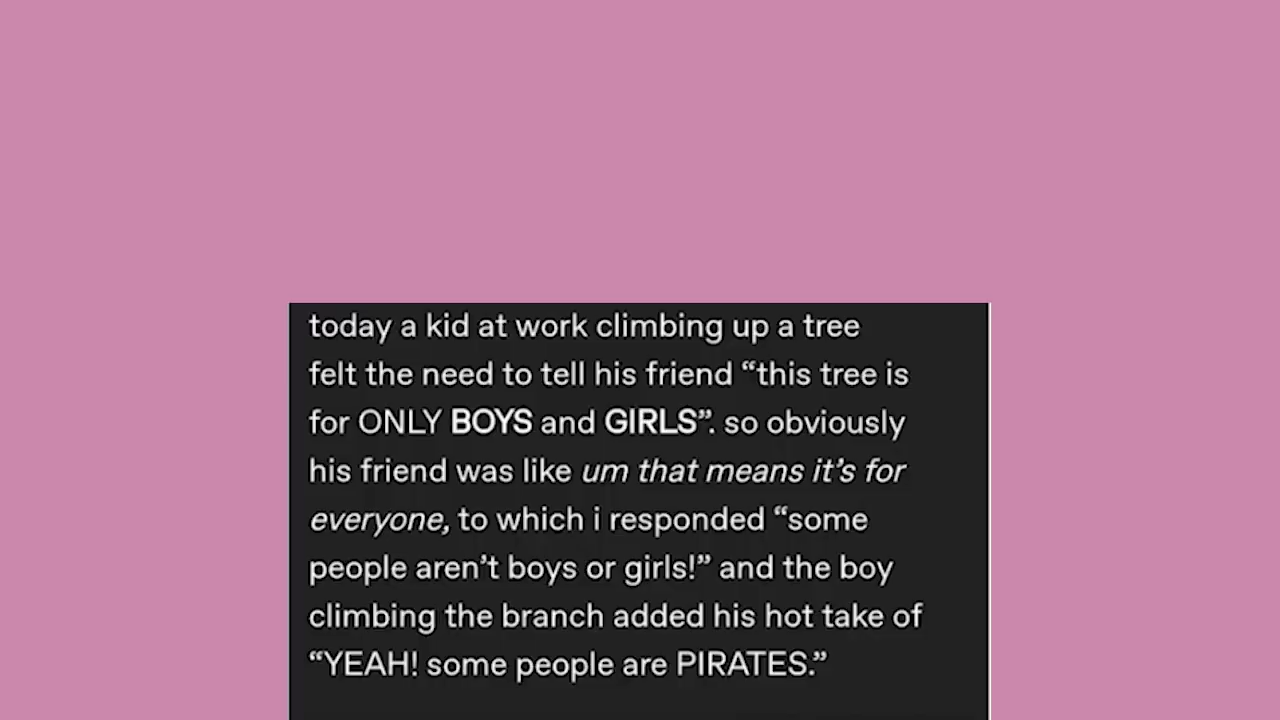 today a kid at work climbing up a tree
felt the need to tell his friend “this tree is
for ONLY BOYS and GIRLS”. so obviously
his friend was like um that means it’s for
everyone, to which i responded “some
people aren’t boys or girls!” and the boy
climbing the branch added his hot take of
“YEAH! some people are PIRATES.”